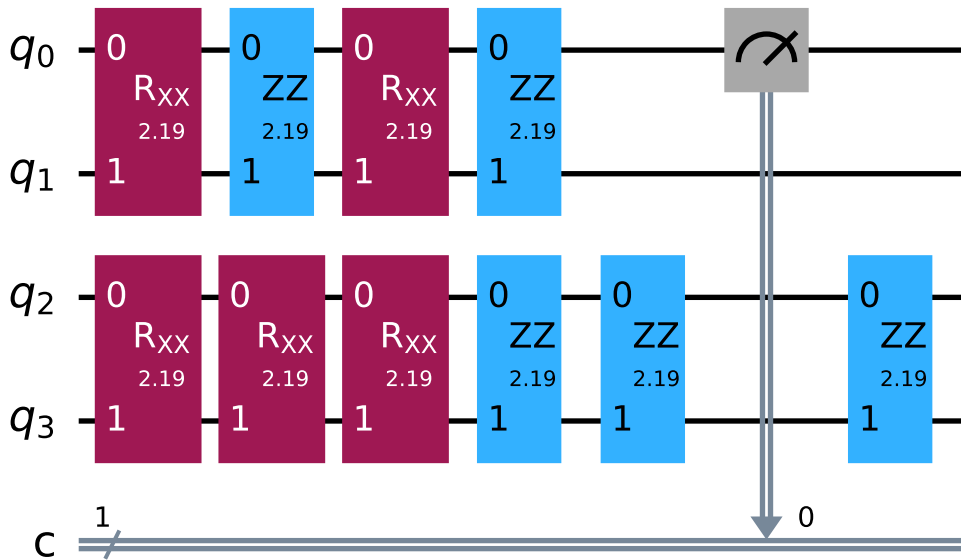 q0 0 0 0 0
RXX ZZ RXX ZZ
2.19 2.19 2.19 2.19
q1 1 1 1 1
q2 0 0 0 0 0 0
RXX RXX RXX ZZ ZZ ZZ
2.19 2.19 2.19 2.19 2.19 2.19
q3 1 1 1 1 1 1
1 0
c